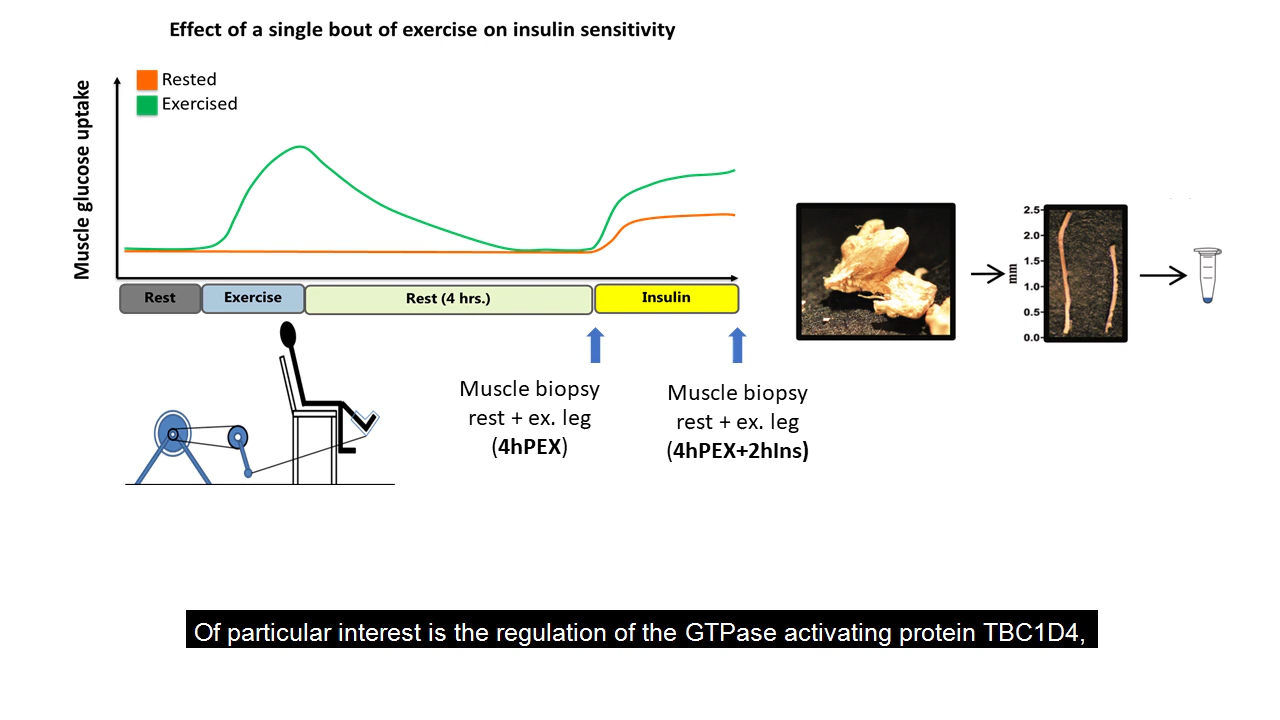 Effect of a single bout of exercise on insulin sensitivity
Muscle glucose uptake
Rested
Exercised
Rest
Exercise
Rest (4 hrs.)
Insulin
Muscle biopsy
rest + ex. leg
(4hPEX)
Muscle biopsy
rest + ex. leg
(4hPEX+2hIns)
mm
2.5
2.0
1.5
1.0
0.5
0.0
Of particular interest is the regulation of the GTPase activating protein TBC1D4,